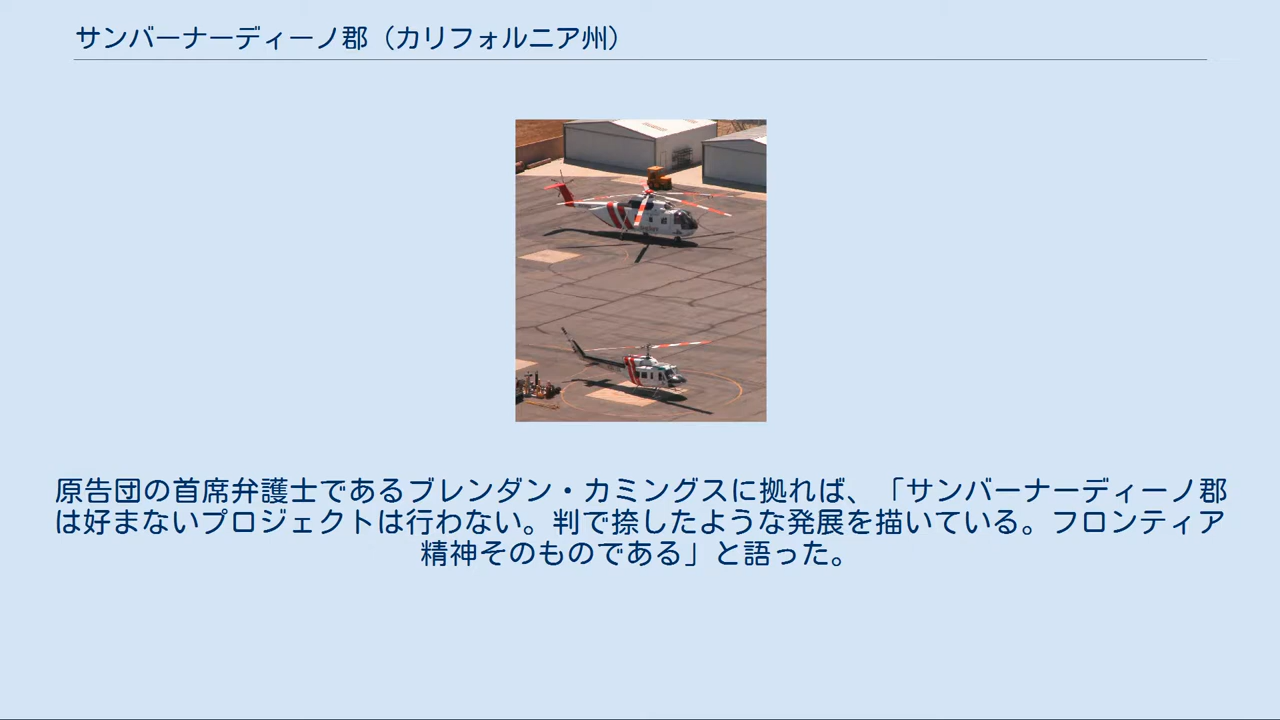 サンバーナーディーノ郡（カリフォルニア州）
原告団の首席弁護士であるブレンダン・カミングスに拠れば、「サンバーナーディーノ郡
は好まないプロジェクトは行わない。判で捺したような発展を描いている。フロンティア
精神そのものである」と語った。